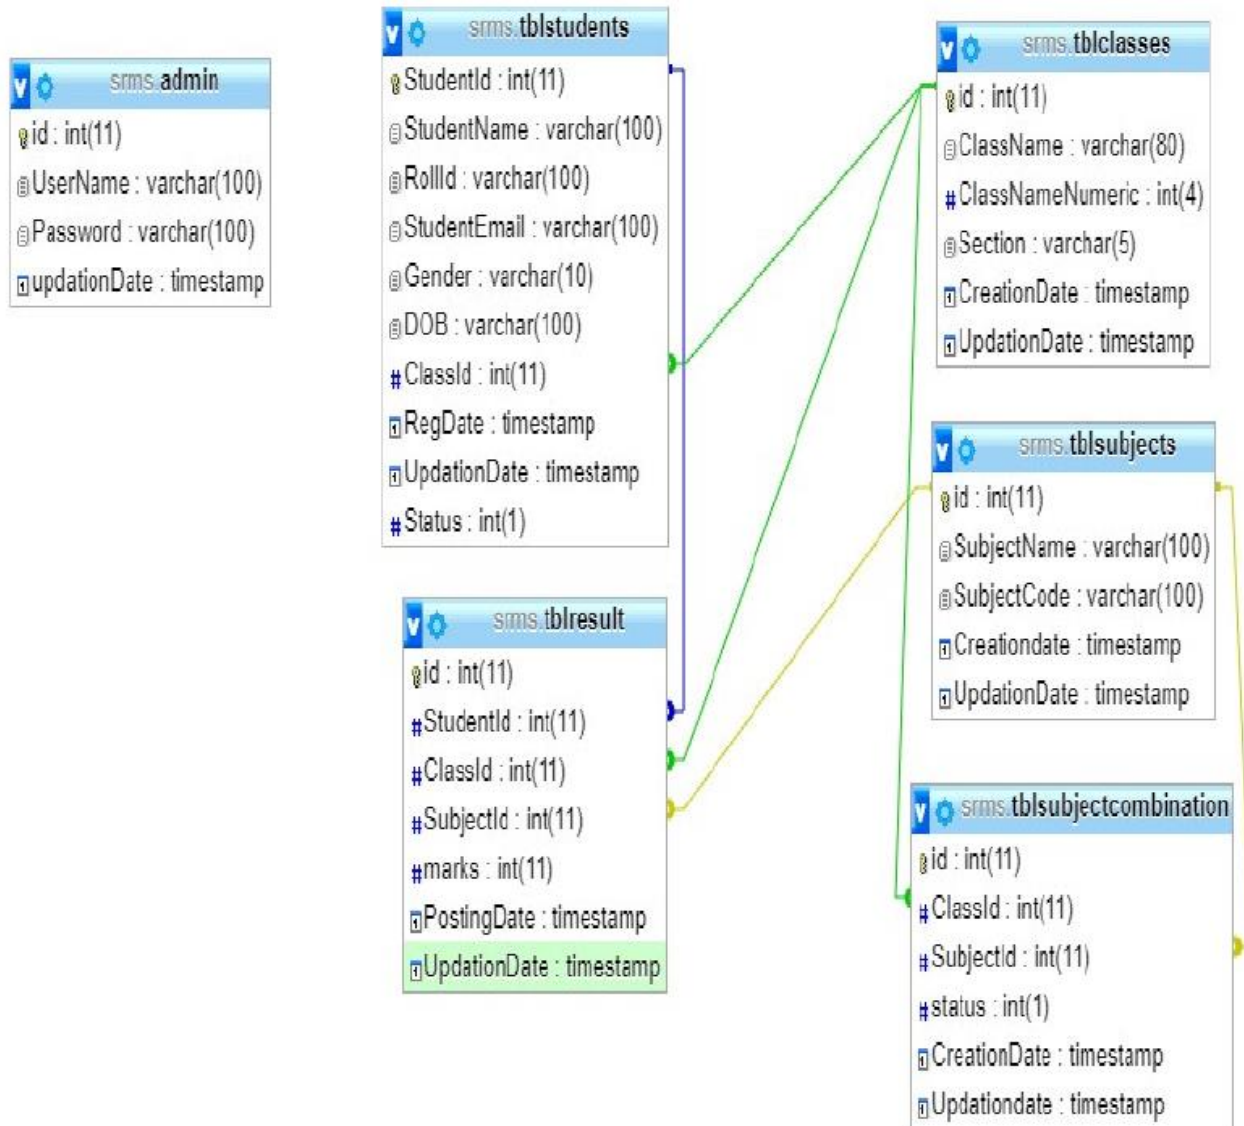 srms.admin
id : int(11)
UserName : varchar(100)
Password : varchar(100)
updationDate : timestamp
srms.tblstudents
StudentId : int(11)
StudentName : varchar(100)
RollId : varchar(100)
StudentEmail : varchar(100)
Gender : varchar(10)
DOB : varchar(100)
#ClassId : int(11)
RegDate : timestamp
UpdationDate : timestamp
#Status : int(1)
srms.tblresult
id : int(11)
#StudentId : int(11)
#ClassId : int(11)
#SubjectId : int(11)
#marks : int(11)
PostingDate : timestamp
UpdationDate : timestamp
srms.tblclasses
id : int(11)
ClassName : varchar(80)
#ClassNameNumeric : int(4)
Section : varchar(5)
CreationDate : timestamp
UpdationDate : timestamp
srms.tblsubjects
id : int(11)
SubjectName : varchar(100)
SubjectCode : varchar(100)
Creationdate : timestamp
UpdationDate : timestamp
srms.tblsubjectcombination
id : int(11)
#ClassId : int(11)
#SubjectId : int(11)
#status : int(1)
CreationDate : timestamp
Updationdate : timestamp